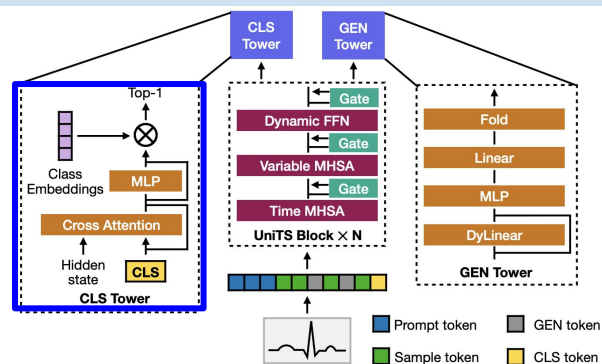 CLS
Tower
GEN
Tower
Top-1
Class
Embeddings
MLP
Cross Attention
Hidden
state
CLS
CLS Tower
Gate
Dynamic FFN
Gate
Variable MHSA
Gate
Time MHSA
UniTS Block × N
Fold
Linear
MLP
DyLinear
GEN Tower
Prompt token
GEN token
Sample token
CLS token